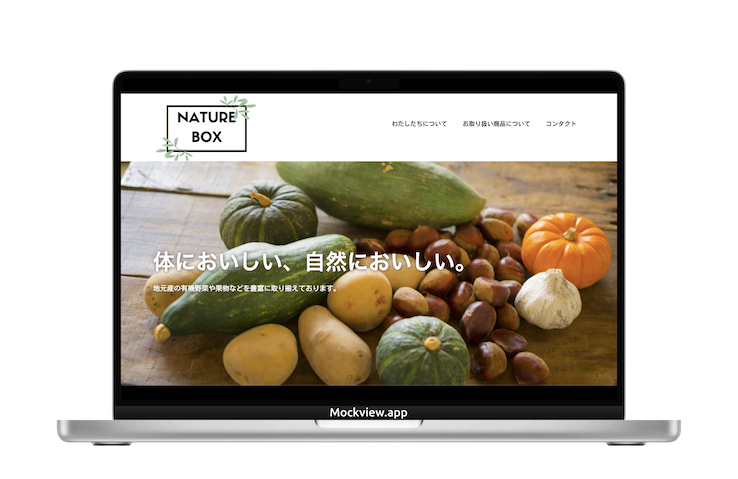 NATURE
BOX
わたしたちについて お取り扱い商品について コンタクト
体においしい、自然においしい。
地元産の有機野菜や果物などを豊富に取り揃えております。
Mockview.app